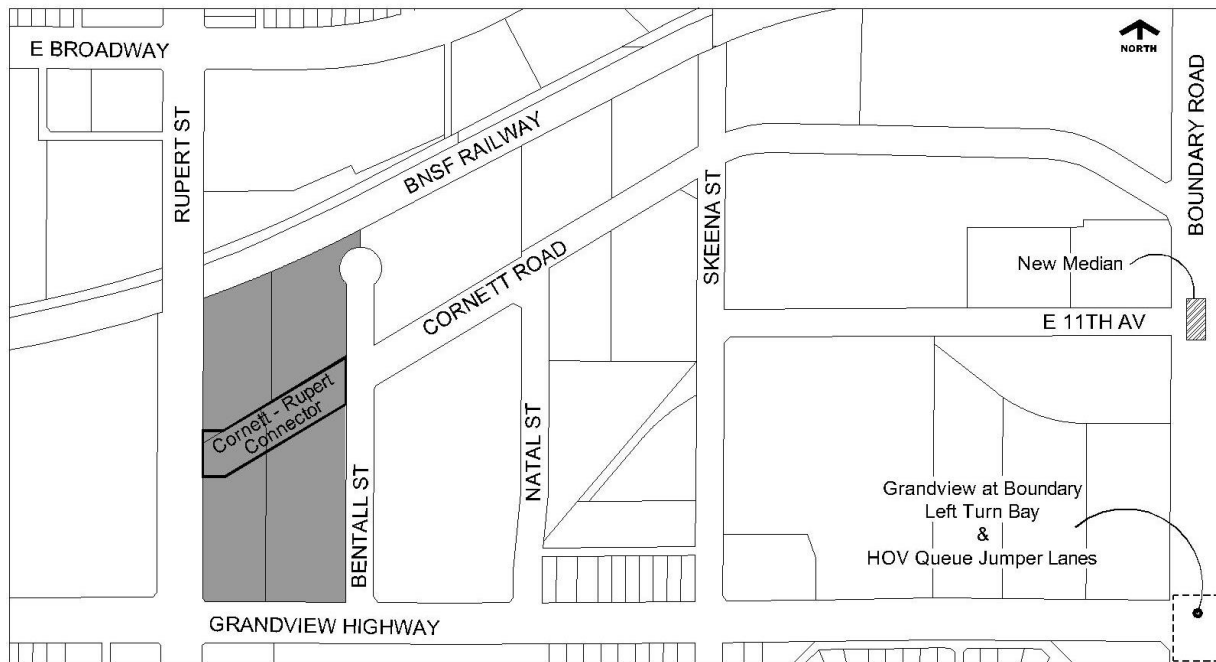 E BROADWAY
NORTH
RUPERT ST
BNSF RAILWAY
BOUNDARY ROAD
SKEENA ST
CORNETT ROAD
New Median
E 11TH AV
Cornett - Rupert
Connector
BENTALL ST
NATAL ST
Grandview at Boundary
Left Turn Bay
&
HOV Queue Jumper Lanes
GRANDVIEW HIGHWAY